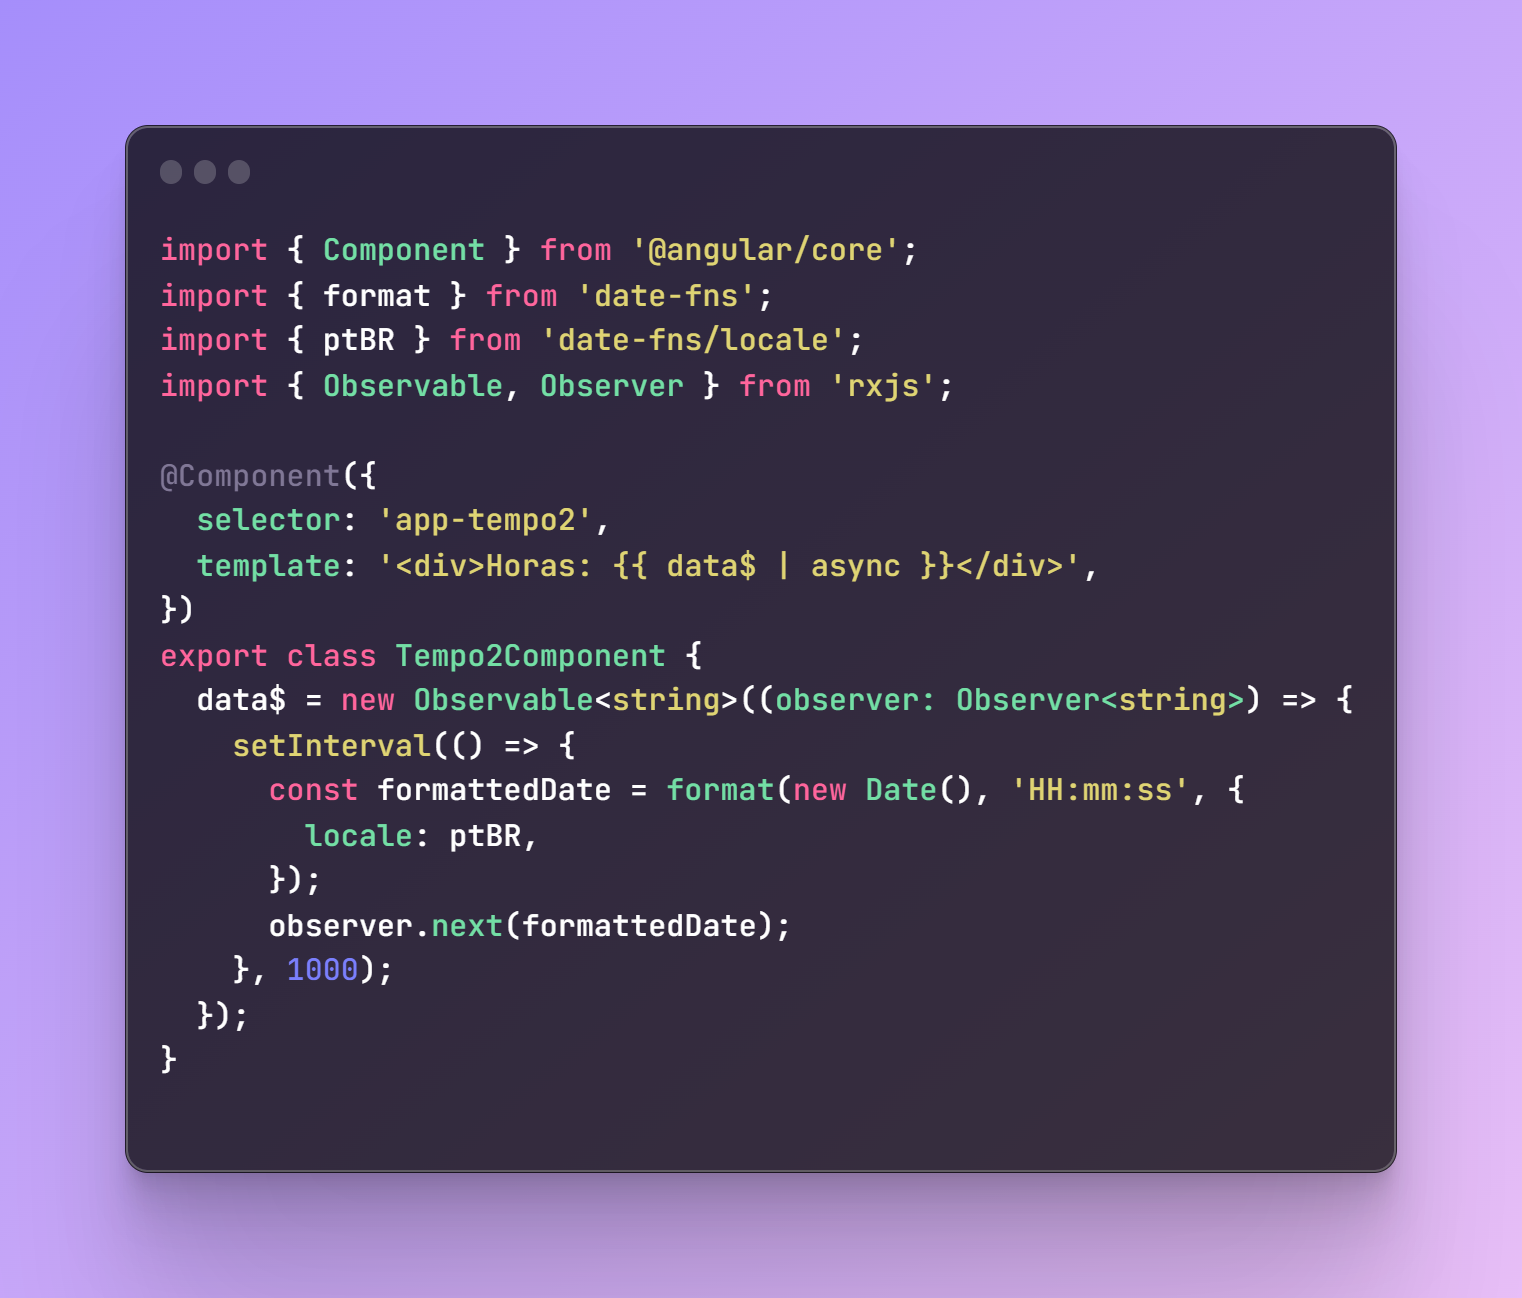 import { Component } from '@angular/core';
import { format } from 'date-fns';
import { ptBR } from 'date-fns/locale';
import { Observable, Observer } from 'rxjs';

@Component({
  selector: 'app-tempo2',
  template: '<div>Horas: {{ data$ | async }}</div>',
})
export class Tempo2Component {
  data$ = new Observable<string>((observer: Observer<string>) => {
    setInterval(() => {
      const formattedDate = format(new Date(), 'HH:mm:ss', {
        locale: ptBR,
      });
      observer.next(formattedDate);
    }, 1000);
  });
}